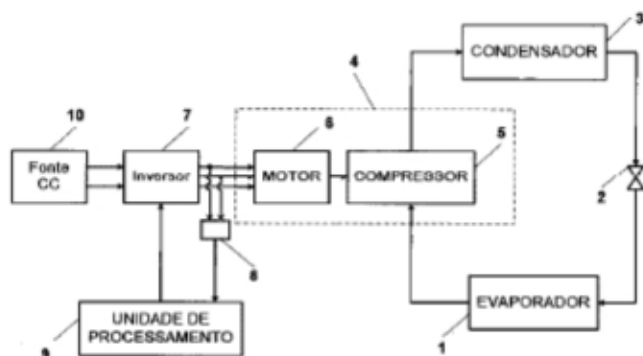 3
CONDENSADOR
4
10
7
6
5
Fonte
CC
Inversor
MOTOR
COMPRESSOR
2
8
EVAPORADOR
UNIDADE DE
PROCESSAMENTO
1
9